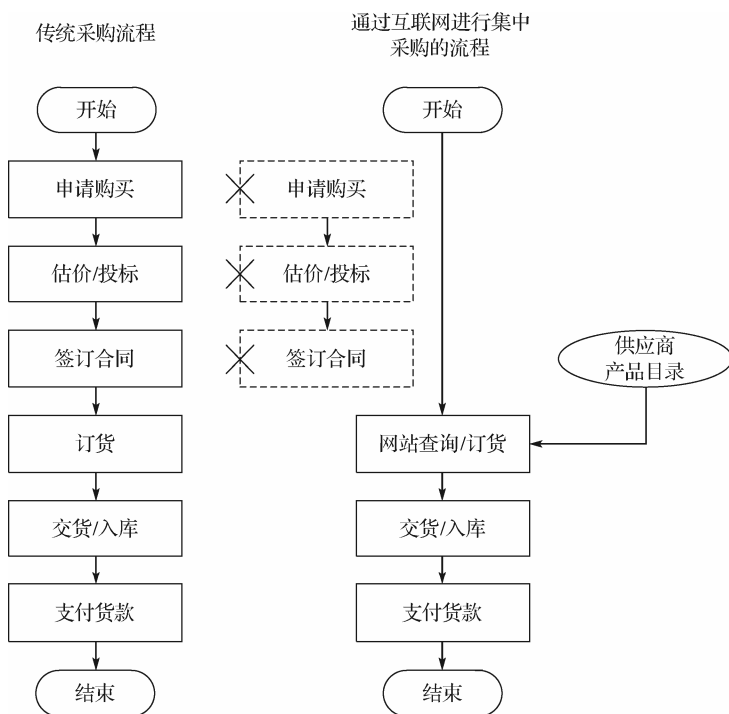 传统采购流程
通过互联网进行集中
采购的流程
开始
申请购买
估价/投标
签订合同
订货
交货/入库
支付货款
结束
申请购买
估价/投标
签订合同
开始
供应商
产品目录
网站查询/订货
交货/入库
支付货款
结束